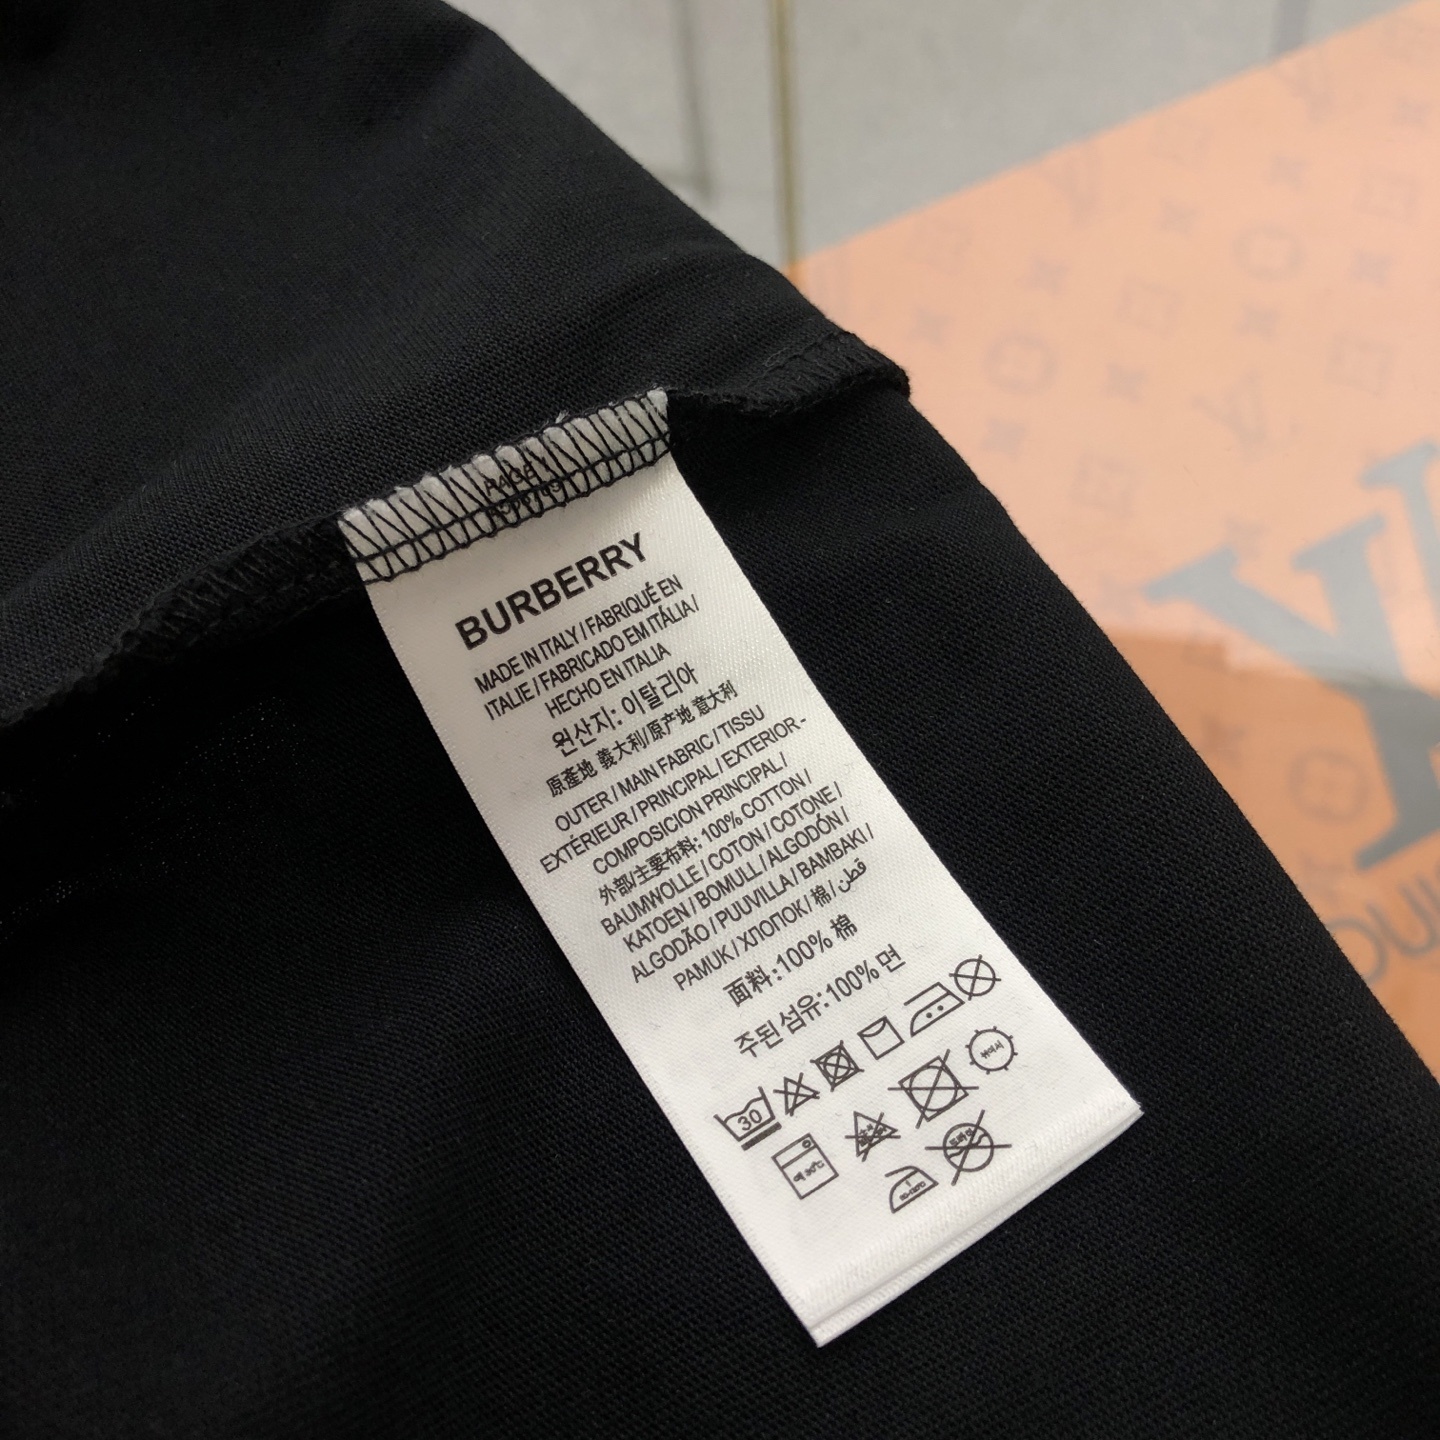 PAGE 1
BURBERRY
MADE IN ITALY / FABRIQUÉ EN
ITALIE / FABRICADO EM ITÁLIA /
HECHO EN ITALIA
원산지: 이탈리아
原產地 義大利/原产地 意大利
OUTER / MAIN FABRIC / TISSU
EXTÉRIEUR / PRINCIPAL / EXTERIOR-
COMPOSICION PRINCIPAL /
外部/主要布料: 100% COTTON /
BAUMWOLLE / COTON / COTONE /
KATOEN / BOMULL / ALGODÓN /
ALGODÃO / PUUVILLA / BAMBAKI /
PAMUK / ХЛОПОК / 棉 / قطن
面料:100% 棉
주된 섬유:100% 면
30